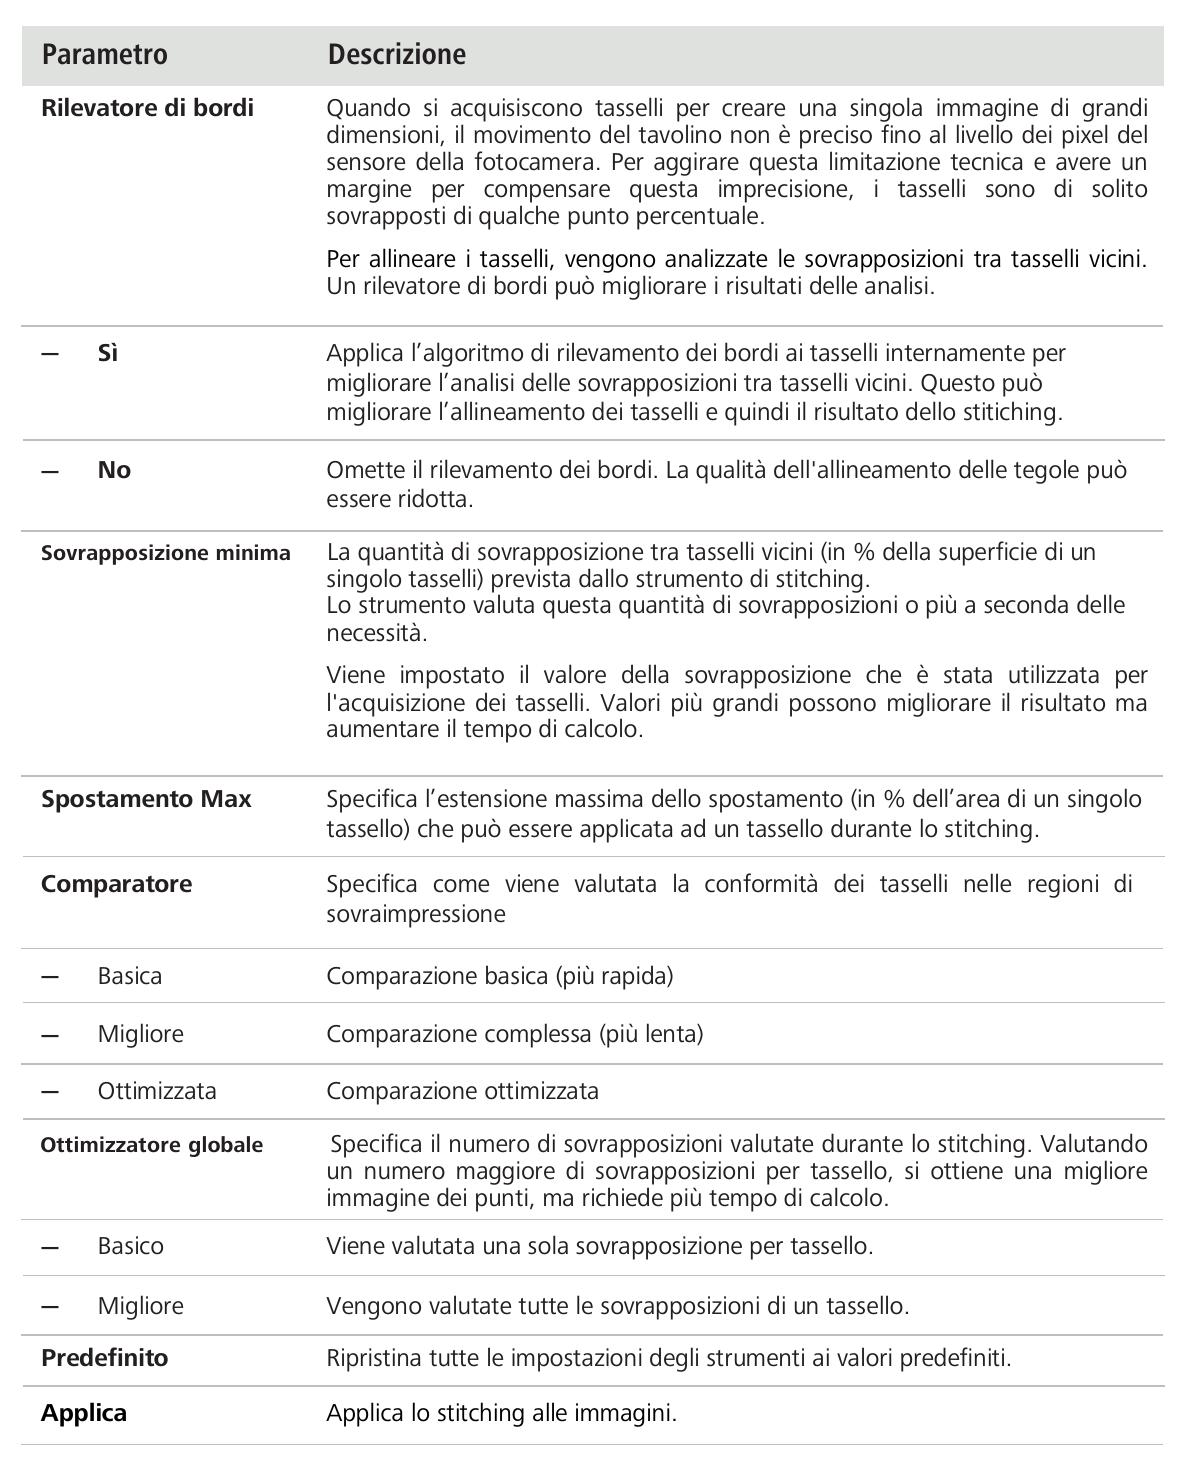 Parametro Descrizione
Rilevatore di bordi Quando si acquisiscono tasselli per creare una singola immagine di grandi
dimensioni, il movimento del tavolino non è preciso fino al livello dei pixel del
sensore della fotocamera. Per aggirare questa limitazione tecnica e avere un
margine per compensare questa imprecisione, i tasselli sono di solito
sovrapposti di qualche punto percentuale.
Per allineare i tasselli, vengono analizzate le sovrapposizioni tra tasselli vicini.
Un rilevatore di bordi può migliorare i risultati delle analisi.
— Sì Applica l’algoritmo di rilevamento dei bordi ai tasselli internamente per
migliorare l’analisi delle sovrapposizioni tra tasselli vicini. Questo può
migliorare l’allineamento dei tasselli e quindi il risultato dello stitiching.
— No Omette il rilevamento dei bordi. La qualità dell'allineamento delle tegole può
essere ridotta.
Sovrapposizione minima La quantità di sovrapposizione tra tasselli vicini (in % della superficie di un
singolo tasselli) prevista dallo strumento di stitching.
Lo strumento valuta questa quantità di sovrapposizioni o più a seconda delle
necessità.
Viene impostato il valore della sovrapposizione che è stata utilizzata per
l'acquisizione dei tasselli. Valori più grandi possono migliorare il risultato ma
aumentare il tempo di calcolo.
Spostamento Max Specifica l’estensione massima dello spostamento (in % dell’area di un singolo
tassello) che può essere applicata ad un tassello durante lo stitching.
Comparatore Specifica come viene valutata la conformità dei tasselli nelle regioni di
sovraimpressione
— Basica Comparazione basica (più rapida)
— Migliore Comparazione complessa (più lenta)
— Ottimizzata Comparazione ottimizzata
Ottimizzatore globale Specifica il numero di sovrapposizioni valutate durante lo stitching. Valutando
un numero maggiore di sovrapposizioni per tassello, si ottiene una migliore
immagine dei punti, ma richiede più tempo di calcolo.
— Basico Viene valutata una sola sovrapposizione per tassello.
— Migliore Vengono valutate tutte le sovrapposizioni di un tassello.
Predefinito Ripristina tutte le impostazioni degli strumenti ai valori predefiniti.
Applica Applica lo stitching alle immagini.